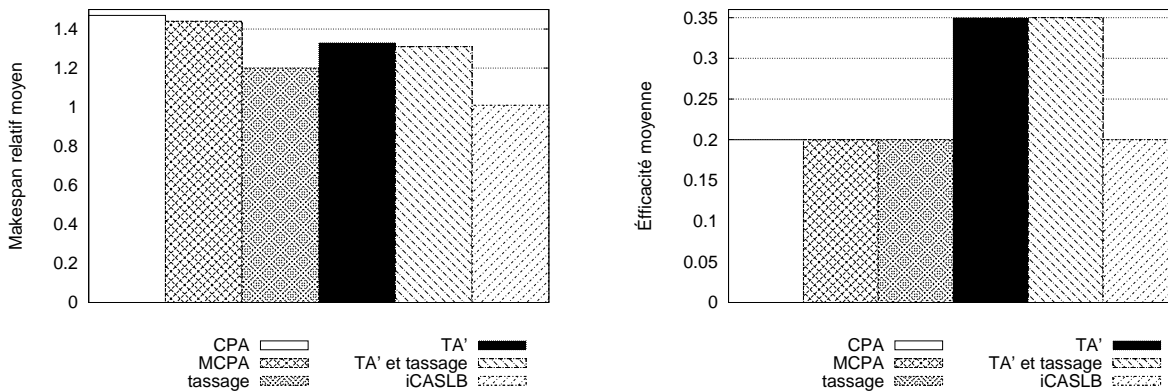 Makespan relatif moyen
1.4
1.2
1
0.8
0.6
0.4
0.2
0
CPA
MCPA
tassage
TA'
TA' et tassage
iCASLB
Éfficacité moyenne
0.35
0.3
0.25
0.2
0.15
0.1
0.05
0
CPA
MCPA
tassage
TA'
TA' et tassage
iCASLB